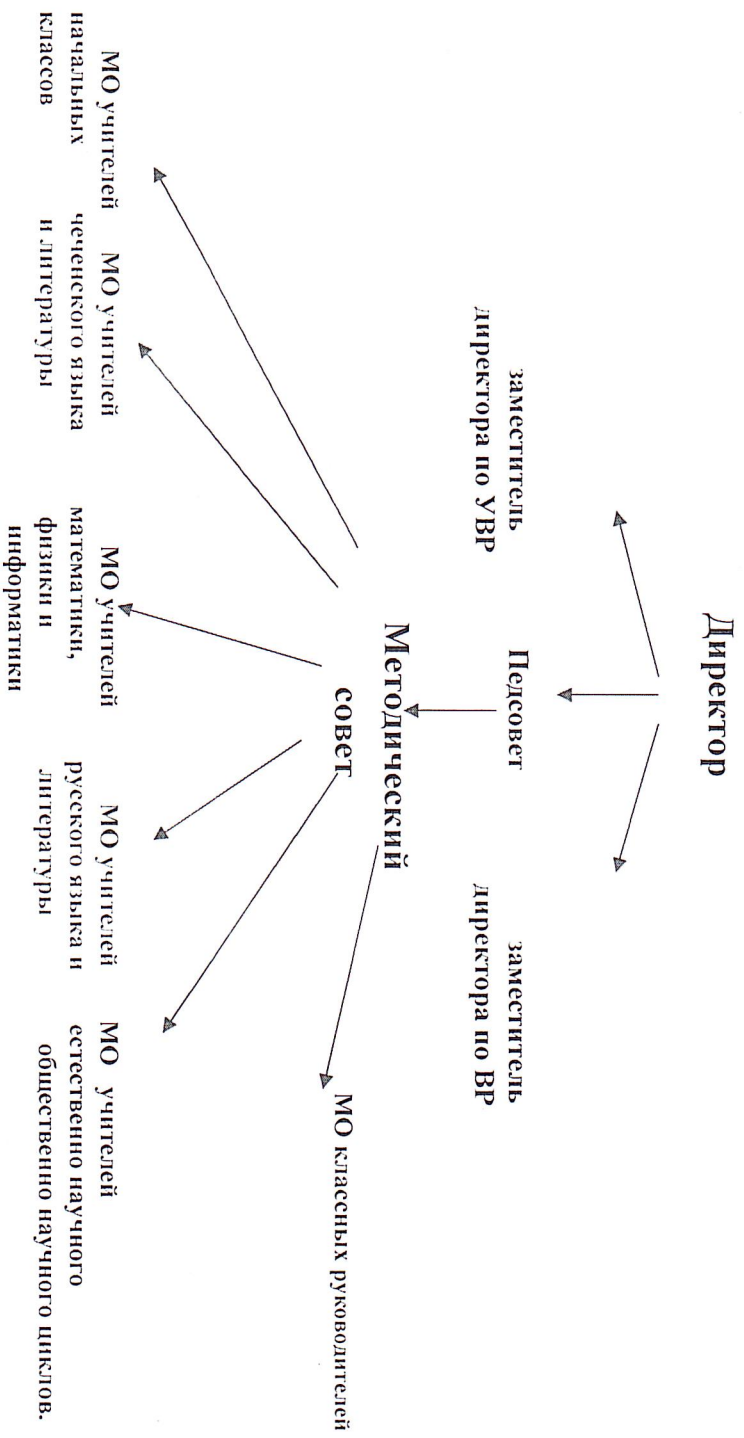 Директор
заместитель
директора по УВР
Педсовет
заместитель
директора по ВР
Методический
совет
МО классных руководителей
МО учителей
начальных
классов
МО учителей
чеченского языка
и литературы
МО учителей
математики,
физики и
информатики
МО учителей
русского языка и
литературы
МО учителей
естественно научного
общественно научного циклов.